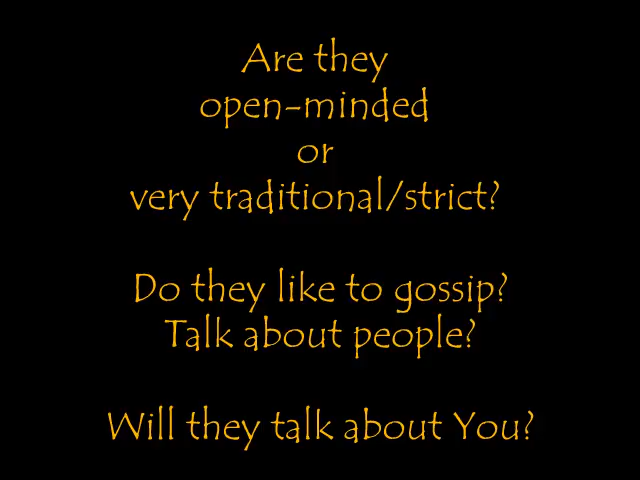 Are they
open-minded
or
very traditional/strict?
Do they like to gossip?
Talk about people?
Will they talk about You?